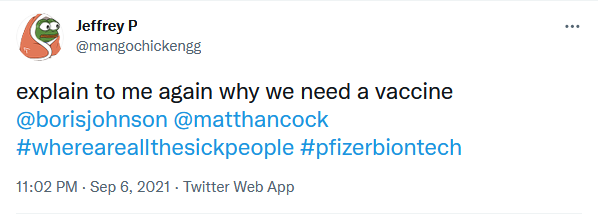 Jeffrey P
@mangochickengg
explain to me again why we need a vaccine
@borisjohnson @matthancock
#whereareallthesickpeople #pfizerbiontech
11:02 PM · Sep 6, 2021 · Twitter Web App